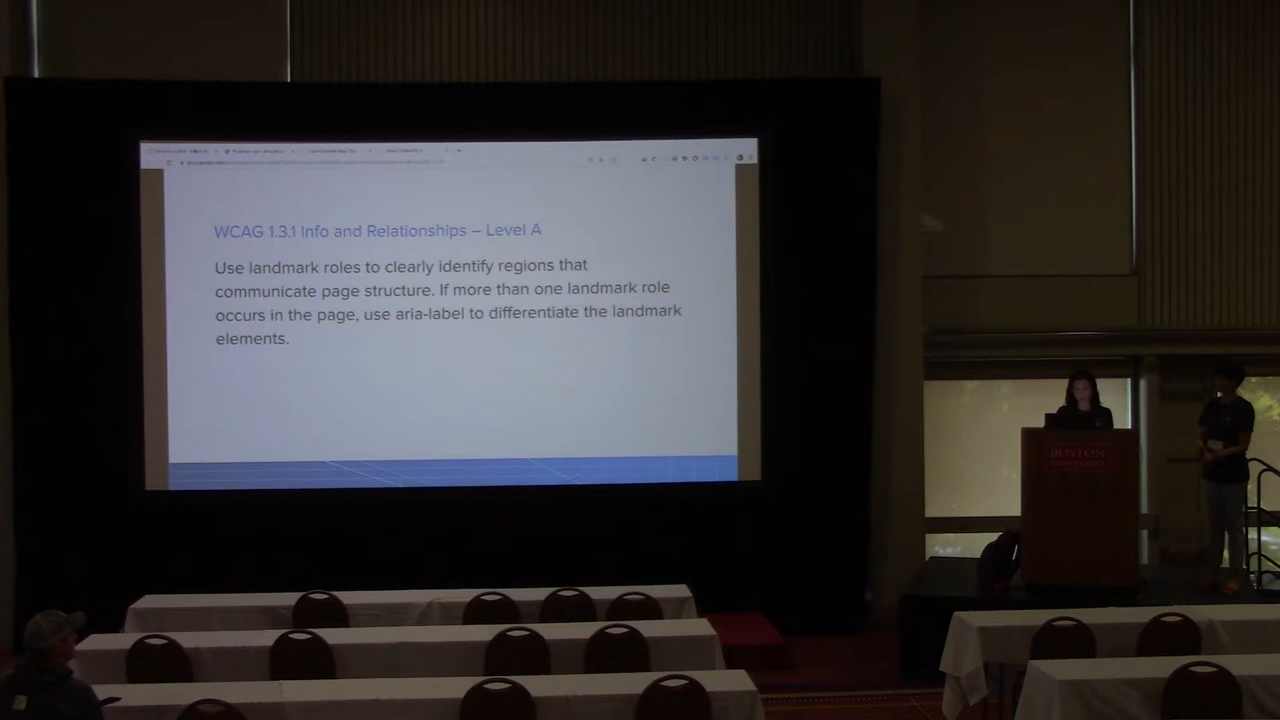 WCAG 1.3.1 Info and Relationships – Level A
Use landmark roles to clearly identify regions that
communicate page structure. If more than one landmark role
occurs in the page, use aria-label to differentiate the landmark
elements.
BOSTON
UNIVERSITY